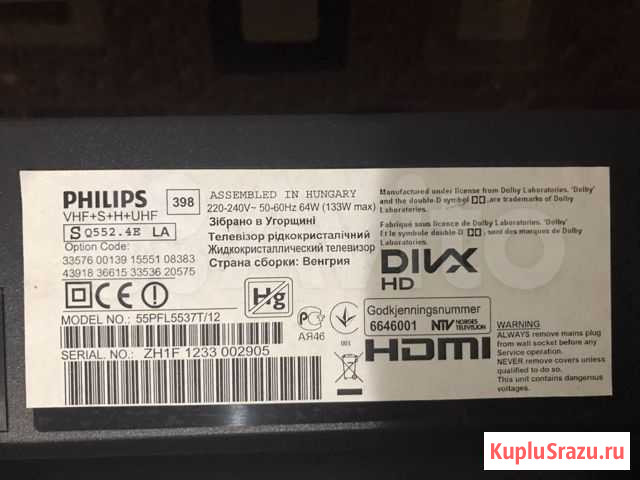 PHILIPS
VHF+S+H+UHF
398
ASSEMBLED IN HUNGARY
220-240V~ 50-60Hz 64W (133W max)
S Q552.4E LA
Зібрано в Угорщині
Телевізор рідкокристалічний
Жидкокристаллический телевизор
Страна сборки: Венгрия
Option Code:
33576 00139 15551 08383
43918 36615 33536 20575
Hg
АЯ46
001
MODEL NO.: 55PFL5537T/12
SERIAL NO.: ZH1F 1233 002905
Manufactured under license from Dolby Laboratories. 'Dolby'
and the double-D symbol are trademarks of Dolby
Laboratories.
Fabriqué sous licence de Dolby Laboratories. 'Dolby'
et le symbole double-D , sont des marques de Dolby
Laboratories.
DIVX
HD
Godkjenningsnummer
6646001 NTV NORGES
TELEVISION
HDMI
WARNING
ALWAYS remove mains plug
from wall socket before any
Service operation.
NEVER remove covers unless
qualified to do so.
This unit contains dangerous
voltages.
KupluSrazu.ru